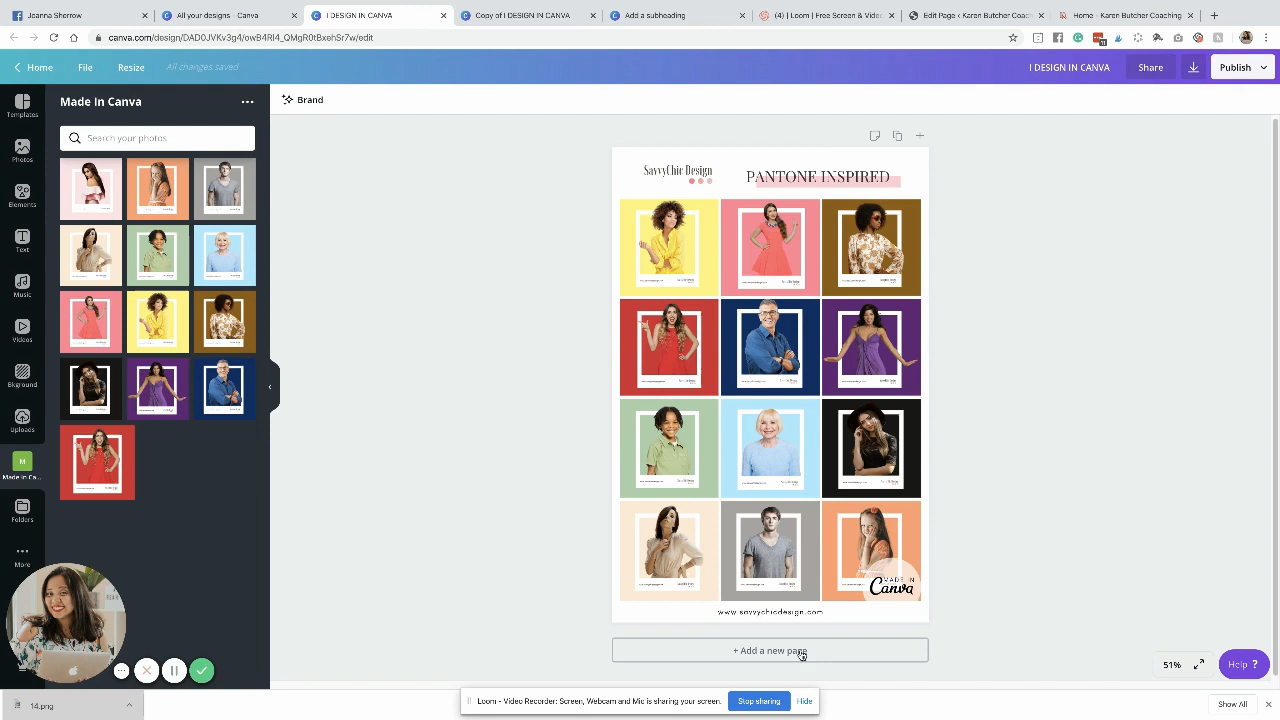 Joanna Sherrow
All your designs - Canva
I DESIGN IN CANVA
Copy of I DESIGN IN CANVA
Add a subheading
(4) | Loom | Free Screen & Video
Edit Page ‹ Karen Butcher Coach
Home - Karen Butcher Coaching
canva.com/design/DAD0JVKv3g4/owB4Rl4_QMgR0tBxehSr7w/edit
Home
File
Resize
All changes saved
I DESIGN IN CANVA
Share
Publish
Templates
Photos
Elements
Text
Music
Videos
Bkground
Uploads
M
Made in Ca...
Folders
More
Made in Canva
Search your photos
Brand
SavvyChic Design
PANTONE INSPIRED
MADE IN
Canva
www.savvychicdesign.com
+ Add a new page
51%
Help ?
14.png
Loom - Video Recorder: Screen, Webcam and Mic is sharing your screen.
Stop sharing
Hide
Show All